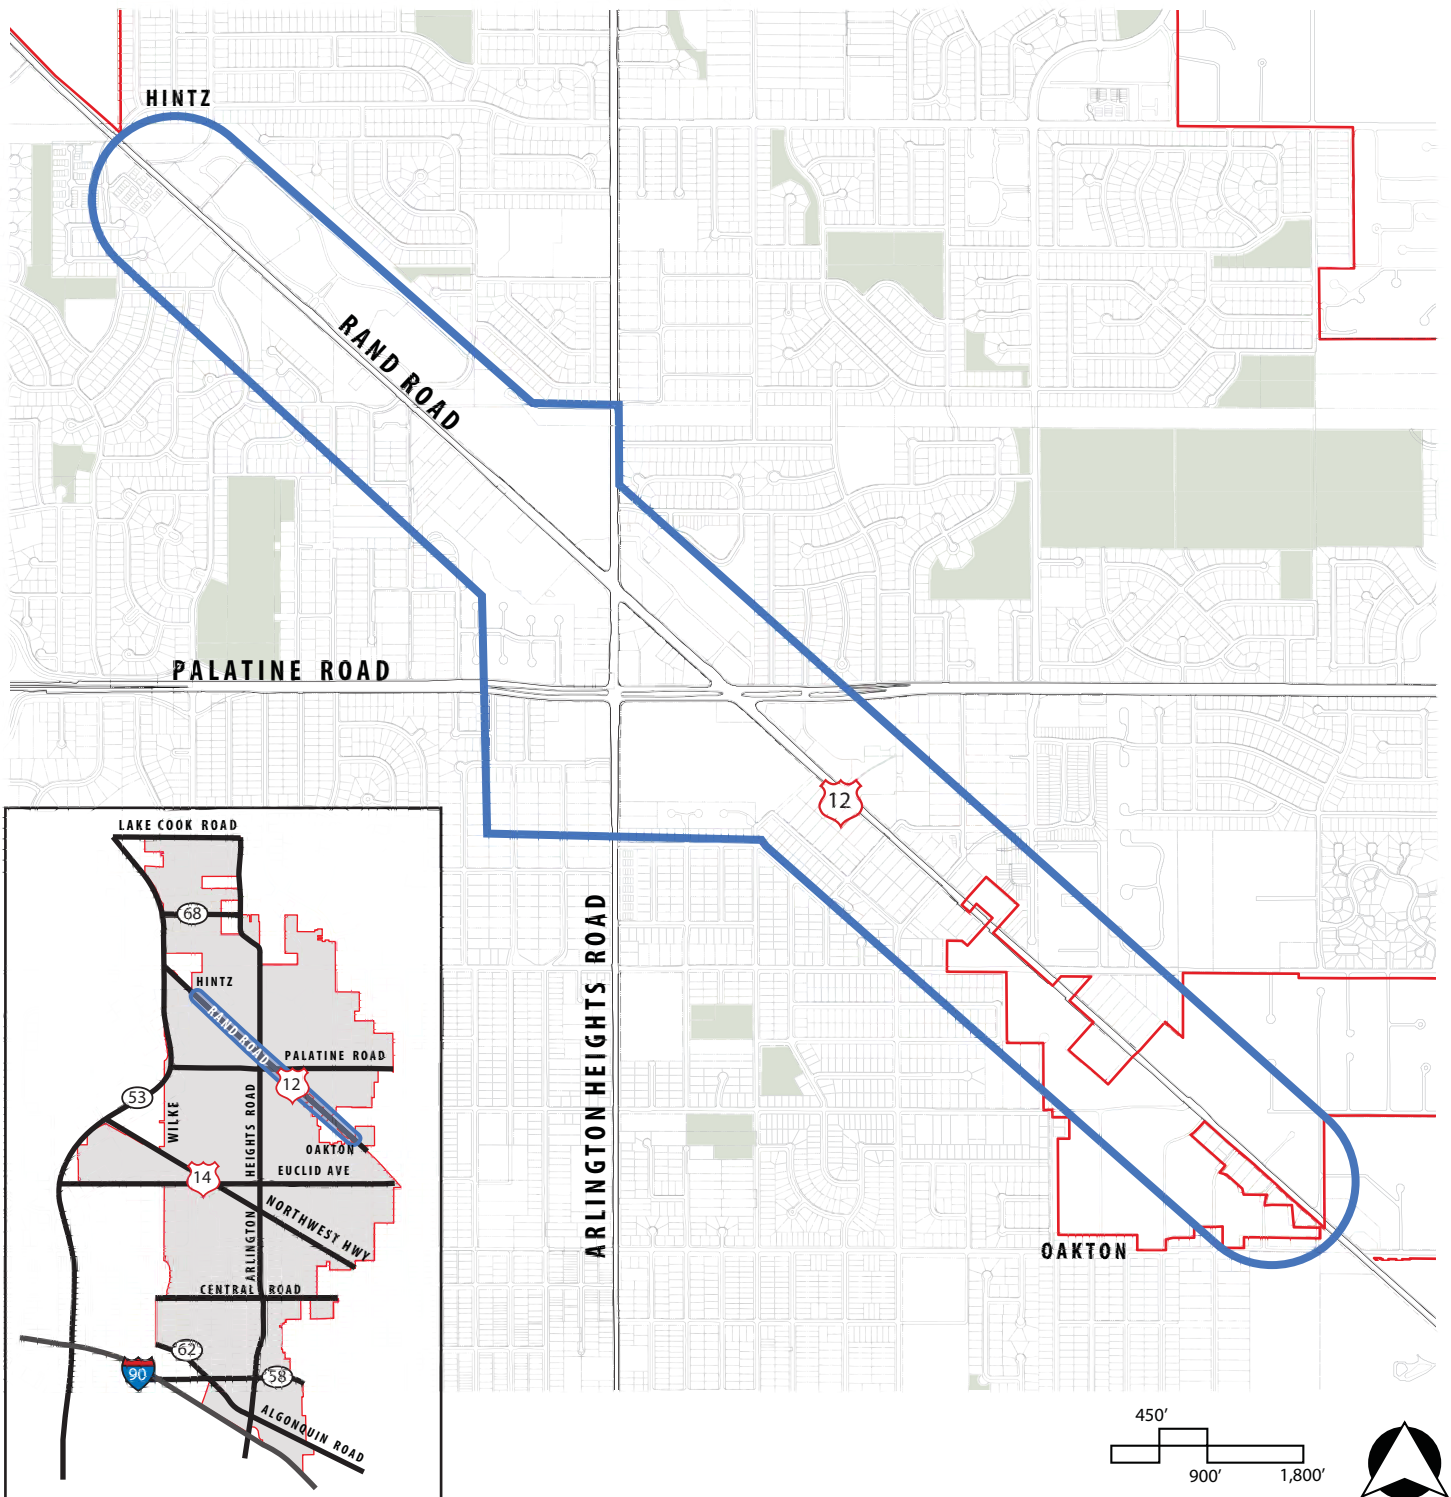 HINTZ
RAND ROAD
PALATINE ROAD
12
ARLINGTON HEIGHTS ROAD
OAKTON
LAKE COOK ROAD
68
HINTZ
RAND ROAD
PALATINE ROAD
12
53
WILKE
ARLINGTON HEIGHTS ROAD
OAKTON
EUCLID AVE
14
NORTHWEST HWY
CENTRAL ROAD
62
90
58
ALGONQUIN ROAD
450’
900’
1,800’